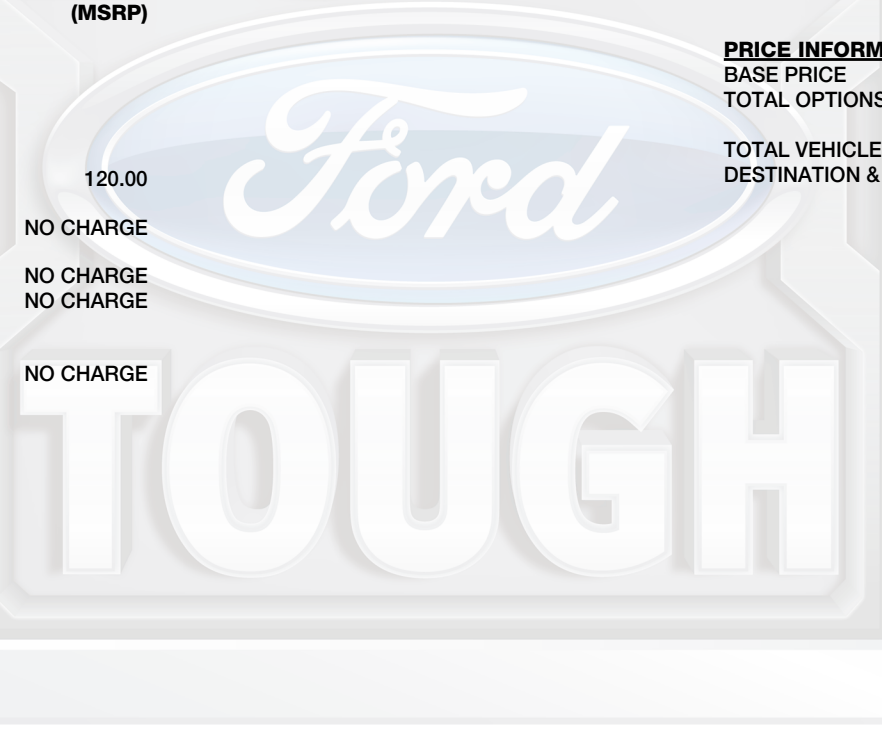 (MSRP)
120.00
NO CHARGE
NO CHARGE
NO CHARGE
NO CHARGE
PRICE INFORM
BASE PRICE
TOTAL OPTIONS
TOTAL VEHICLE
DESTINATION &
Ford
TOUGH